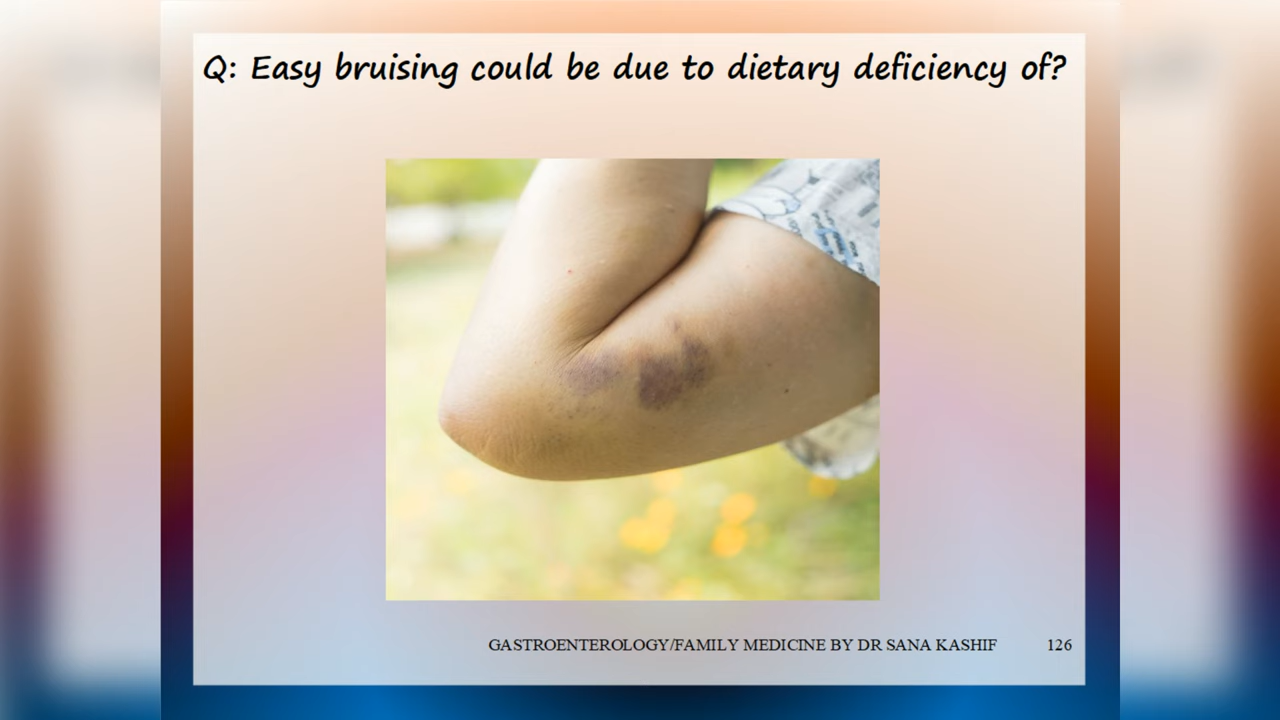 Q: Easy bruising could be due to dietary deficiency of?
GASTROENTEROLOGY/FAMILY MEDICINE BY DR SANA KASHIF 126